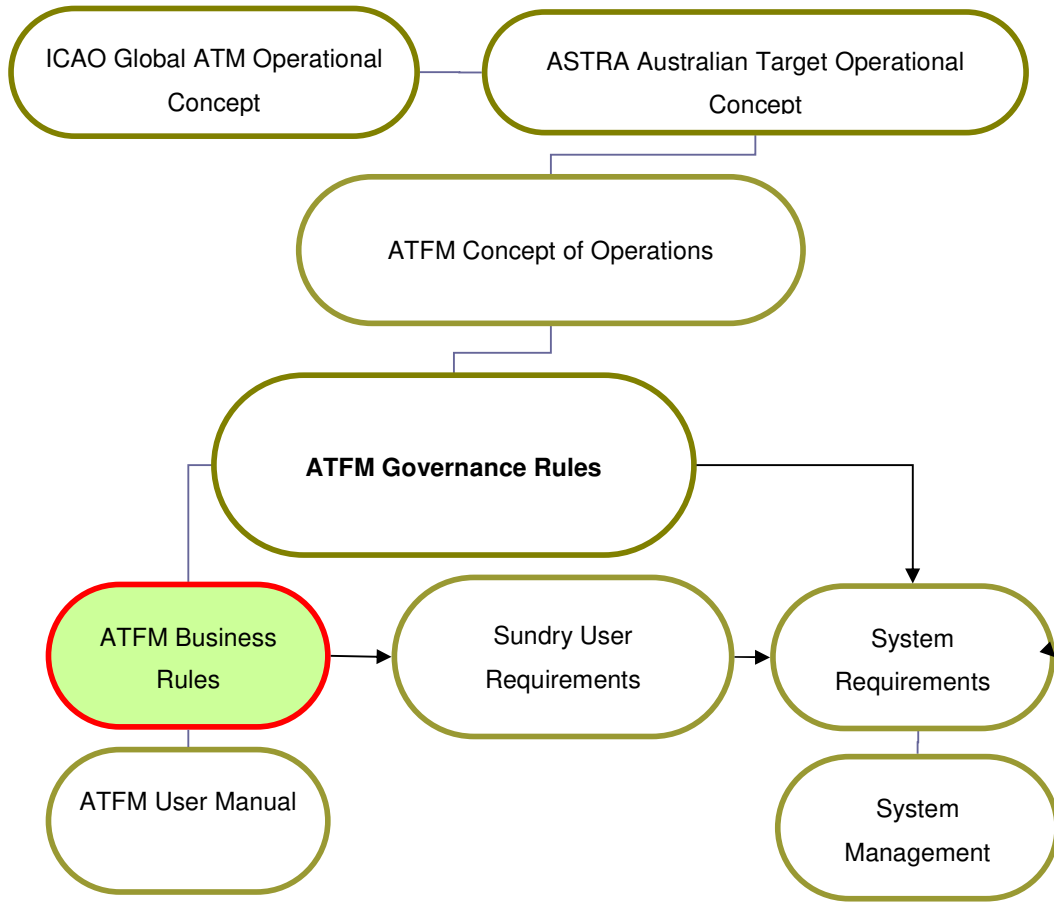 ICAO Global ATM Operational
Concept
ASTRA Australian Target Operational
Concept
ATFM Concept of Operations
ATFM Governance Rules
ATFM Business
Rules
Sundry User
Requirements
System
Requirements
ATFM User Manual
System
Management